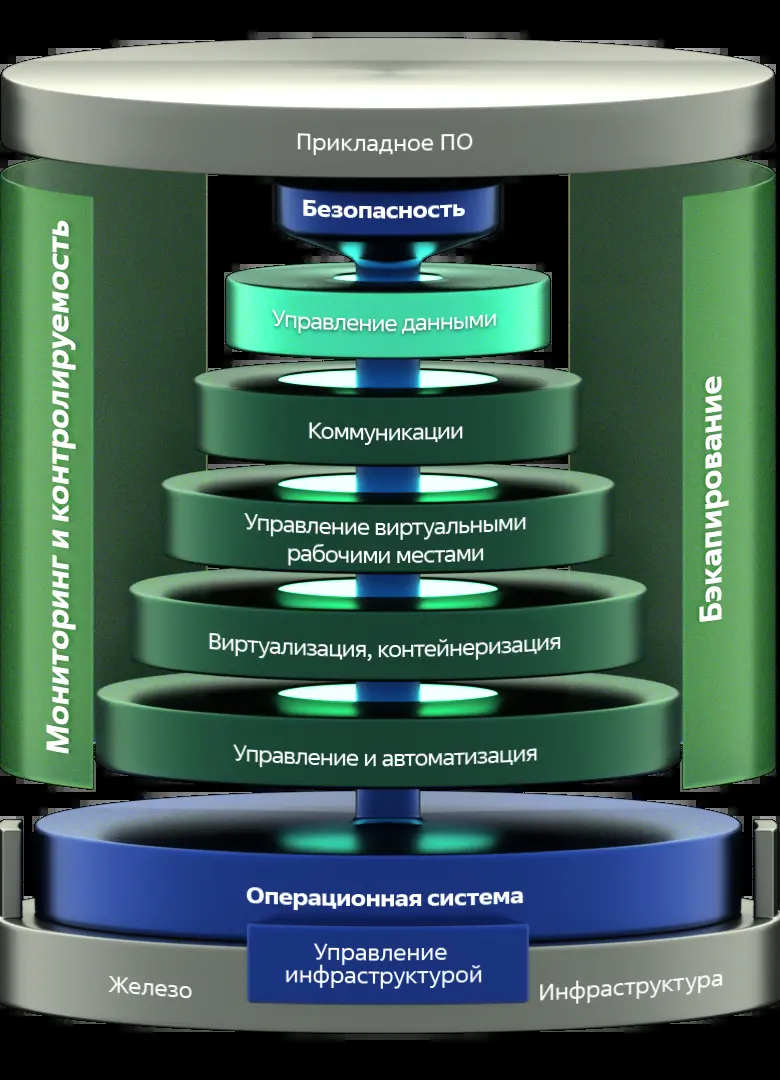 Прикладное ПО
Безопасность
Мониторинг и контролируемость
Бэкапирование
Управление данными
Коммуникации
Управление виртуальными
рабочими местами
Виртуализация, контейнеризация
Управление и автоматизация
Операционная система
Управление
инфраструктурой
Железо
Инфраструктура